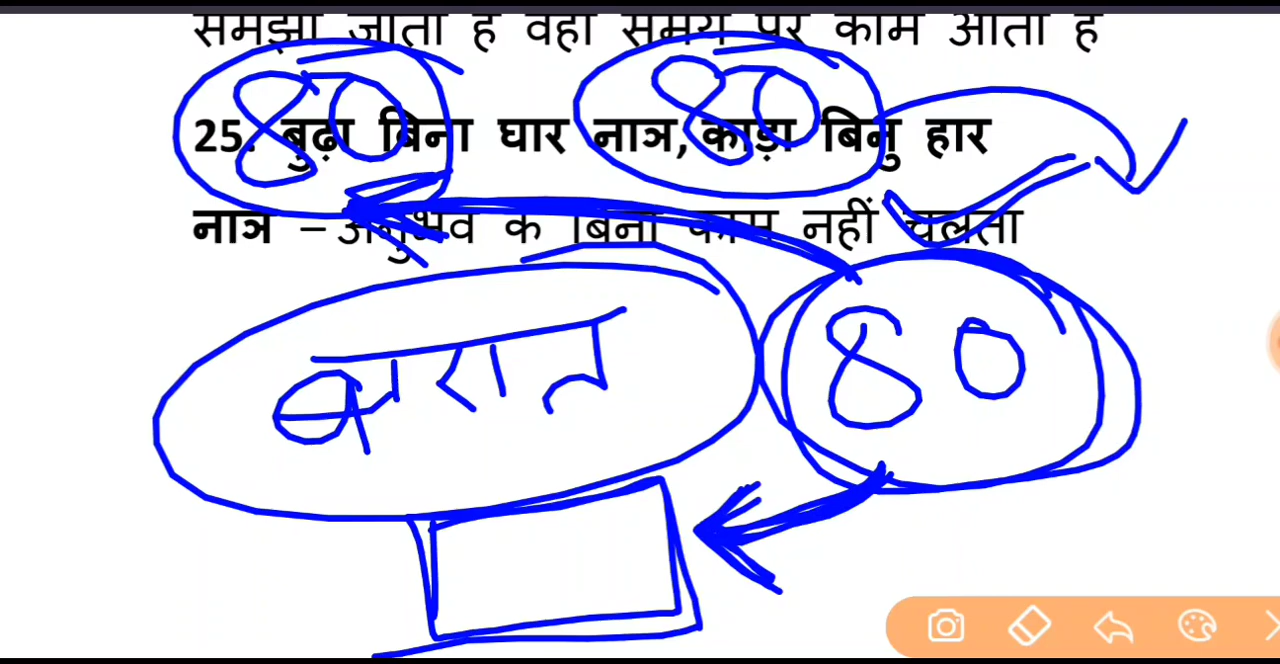 समझा जाता है वही समय पर काम आता है
80 80
25. बुढ़ा बिना घार नाञ, काड़ा बिनु हार
नाञ – अनुभव के बिना काम नहीं चलता
बारात 80